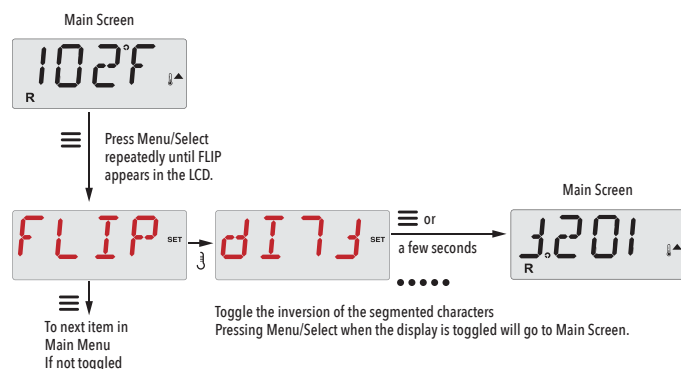 Main Screen
102°F
R
Press Menu/Select
repeatedly until FLIP
appears in the LCD.
Main Screen
FLIP SET
dI7Ⅎ SET
or
a few seconds
Ⅎ.201
R
To next item in
Main Menu
If not toggled
Toggle the inversion of the segmented characters
Pressing Menu/Select when the display is toggled will go to Main Screen.